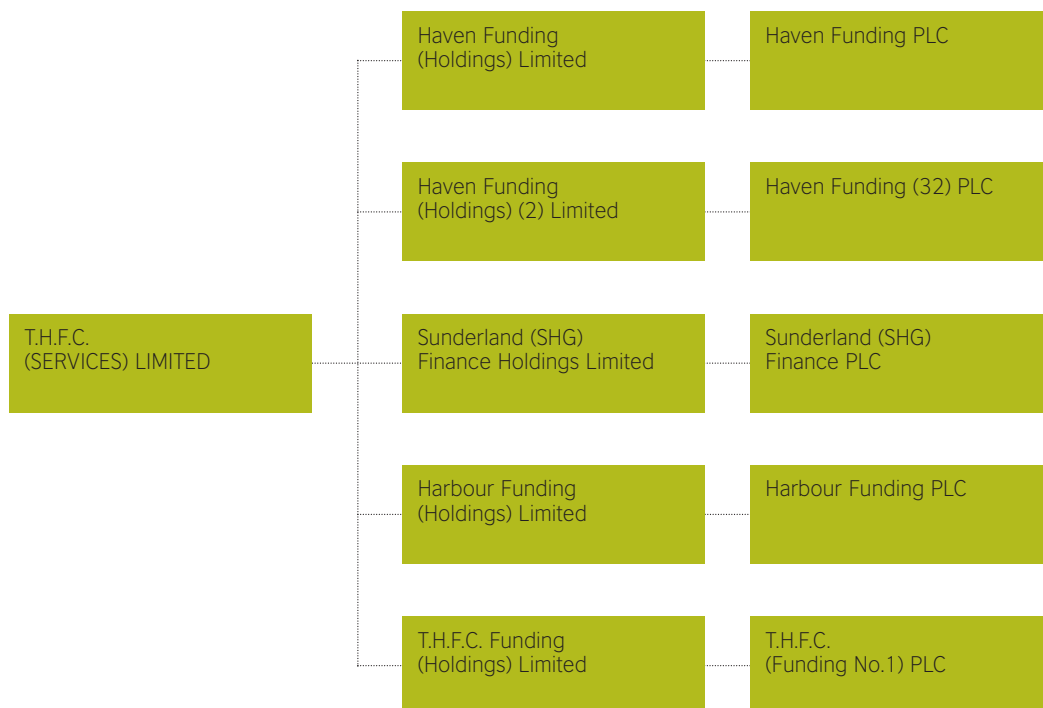 Haven Funding
(Holdings) Limited
Haven Funding PLC
Haven Funding
(Holdings) (2) Limited
Haven Funding (32) PLC
T.H.F.C.
(SERVICES) LIMITED
Sunderland (SHG)
Finance Holdings Limited
Sunderland (SHG)
Finance PLC
Harbour Funding
(Holdings) Limited
Harbour Funding PLC
T.H.F.C. Funding
(Holdings) Limited
T.H.F.C.
(Funding No.1) PLC